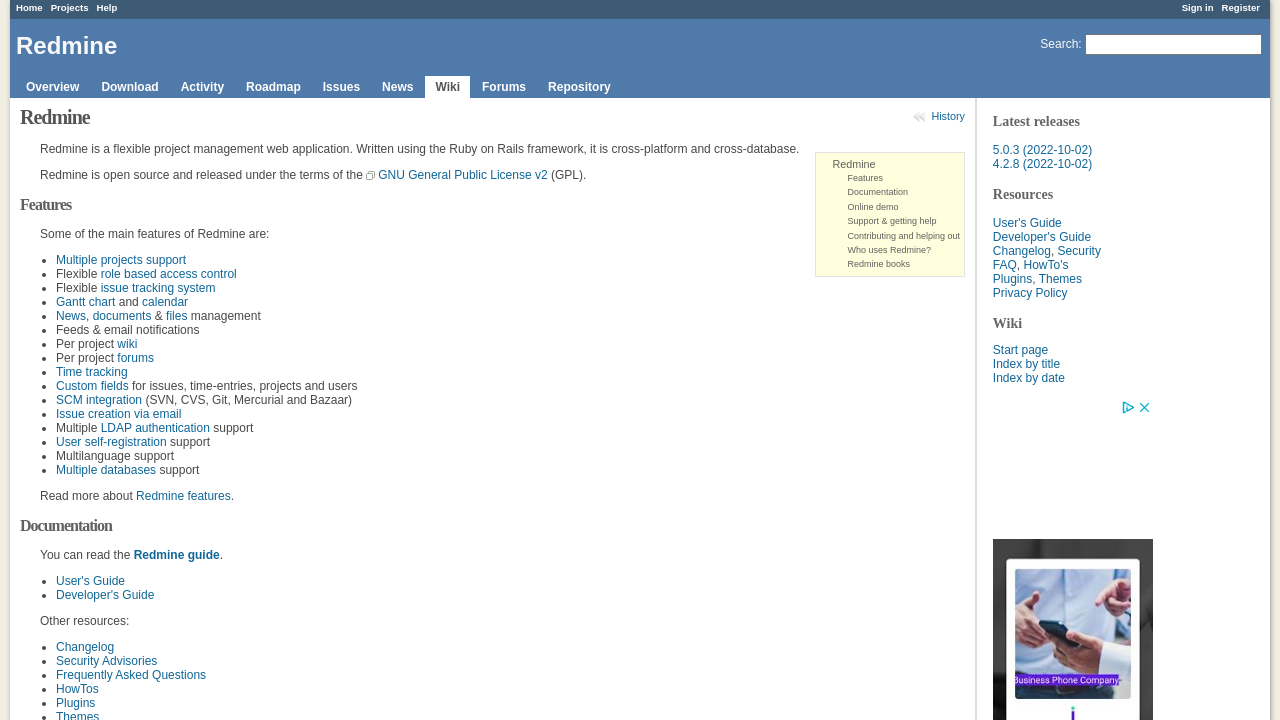 Home Projects Help Sign in Register
Redmine
Search:
Overview Download Activity Roadmap Issues News Wiki Forums Repository
Redmine
History
Redmine is a flexible project management web application. Written using the Ruby on Rails framework, it is cross-platform and cross-database.
Redmine is open source and released under the terms of the GNU General Public License v2 (GPL).
Redmine
Features
Documentation
Online demo
Support & getting help
Contributing and helping out
Who uses Redmine?
Redmine books
Features
Some of the main features of Redmine are:
Multiple projects support
Flexible role based access control
Flexible issue tracking system
Gantt chart and calendar
News, documents & files management
Feeds & email notifications
Per project wiki
Per project forums
Time tracking
Custom fields for issues, time-entries, projects and users
SCM integration (SVN, CVS, Git, Mercurial and Bazaar)
Issue creation via email
Multiple LDAP authentication support
User self-registration support
Multilanguage support
Multiple databases support
Read more about Redmine features.
Documentation
You can read the Redmine guide.
User's Guide
Developer's Guide
Other resources:
Changelog
Security Advisories
Frequently Asked Questions
HowTos
Plugins
Themes
Latest releases
5.0.3 (2022-10-02)
4.2.8 (2022-10-02)
Resources
User's Guide
Developer's Guide
Changelog, Security
FAQ, HowTo's
Plugins, Themes
Privacy Policy
Wiki
Start page
Index by title
Index by date
Business Phone Company-